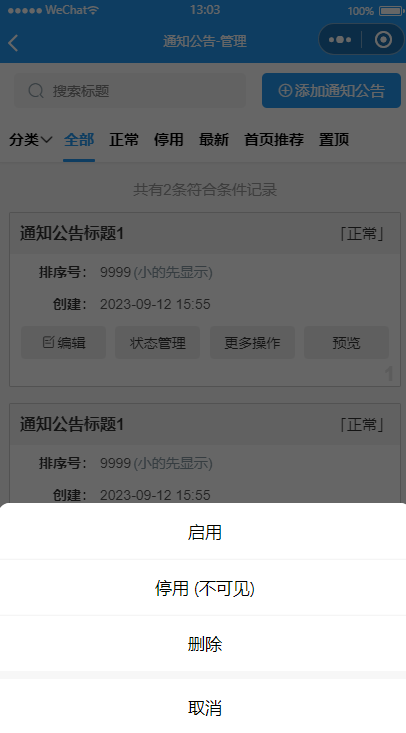 WeChat 13:03 100%
通知公告-管理
搜索标题 添加通知公告
分类 全部 正常 停用 最新 首页推荐 置顶
共有2条符合条件记录
通知公告标题1 「正常」
排序号： 9999 (小的先显示)
创建： 2023-09-12 15:55
编辑 状态管理 更多操作 预览
1
通知公告标题1 「正常」
排序号： 9999 (小的先显示)
创建： 2023-09-12 15:55
启用
停用 (不可见)
删除
取消